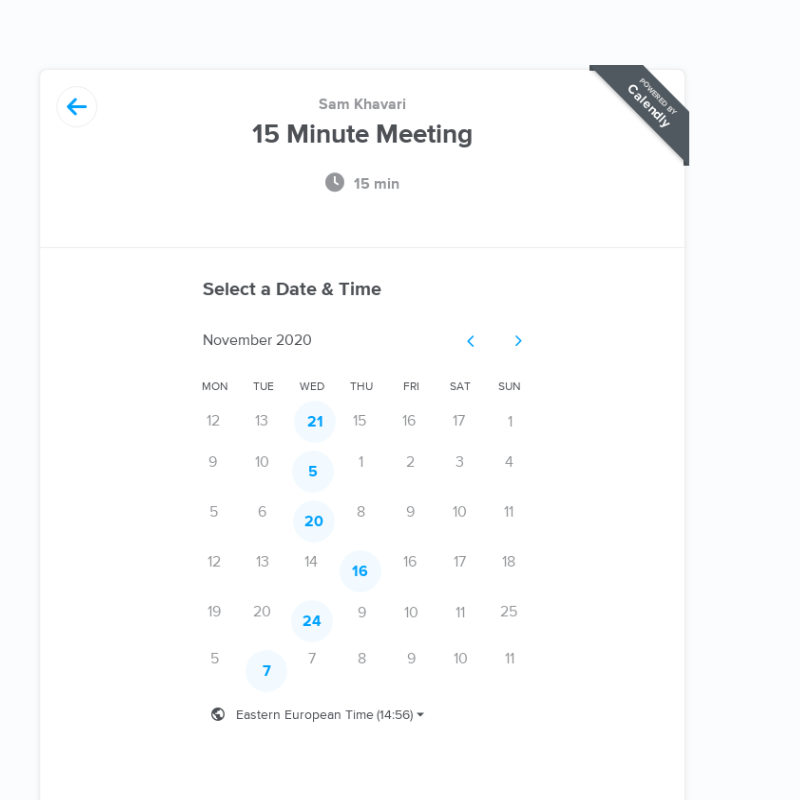 POWERED BY
Calendly
Sam Khavari
15 Minute Meeting
15 min
Select a Date & Time
November 2020
MON TUE WED THU FRI SAT SUN
12 13 21 15 16 17 1
9 10 5 1 2 3 4
5 6 20 8 9 10 11
12 13 14 16 16 17 18
19 20 24 9 10 11 25
5 7 7 8 9 10 11
Eastern European Time (14:56)